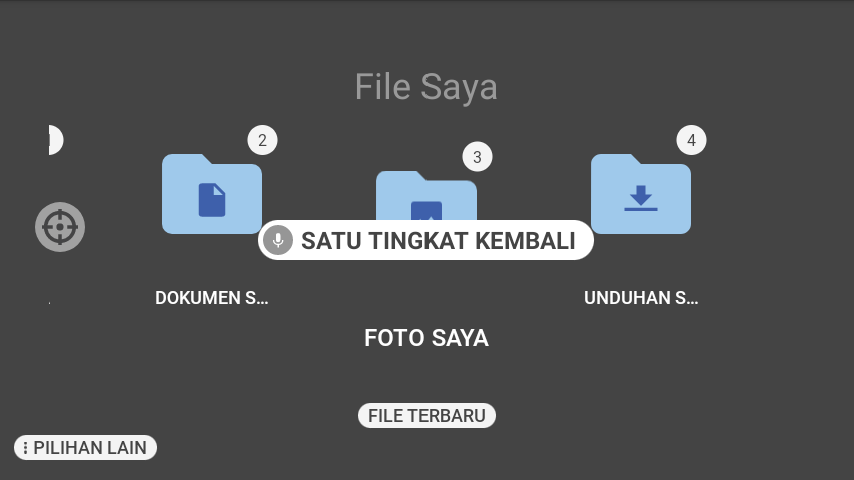 File Saya
2
3
4
SATU TINGKAT KEMBALI
DOKUMEN S...
UNDUHAN S...
FOTO SAYA
FILE TERBARU
PILIHAN LAIN